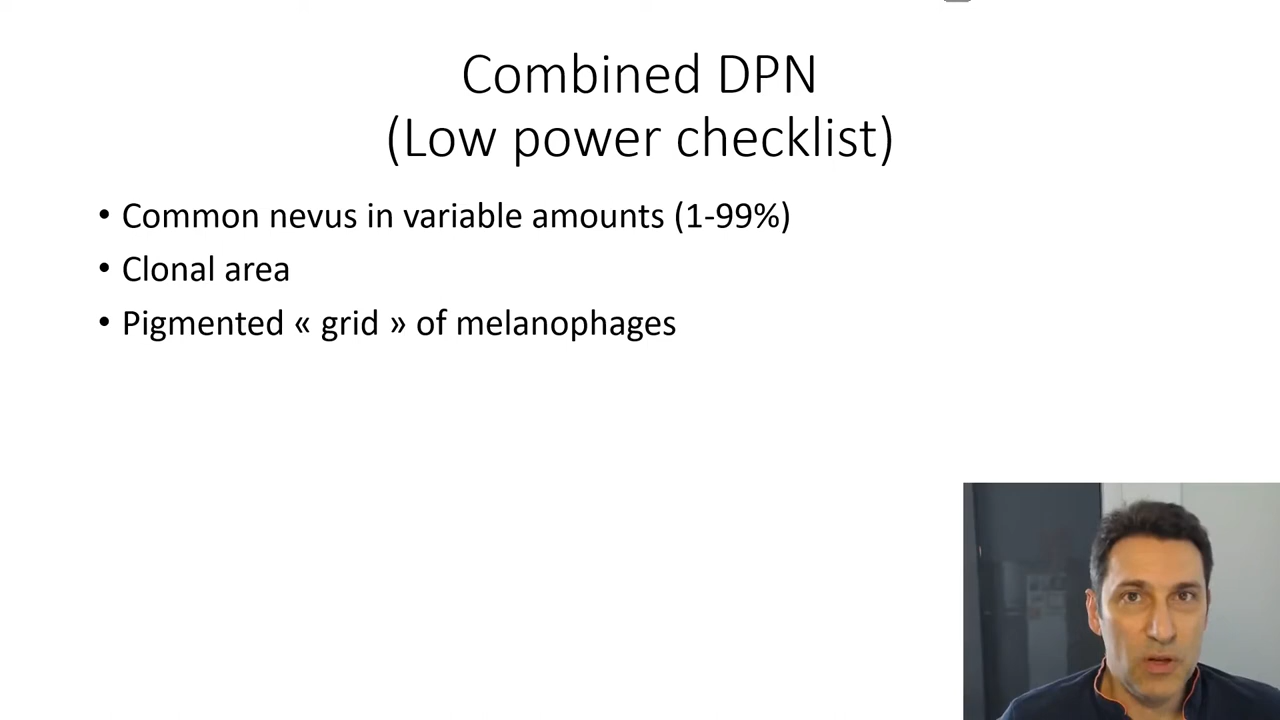 Combined DPN
(Low power checklist)
• Common nevus in variable amounts (1-99%)
• Clonal area
• Pigmented « grid » of melanophages